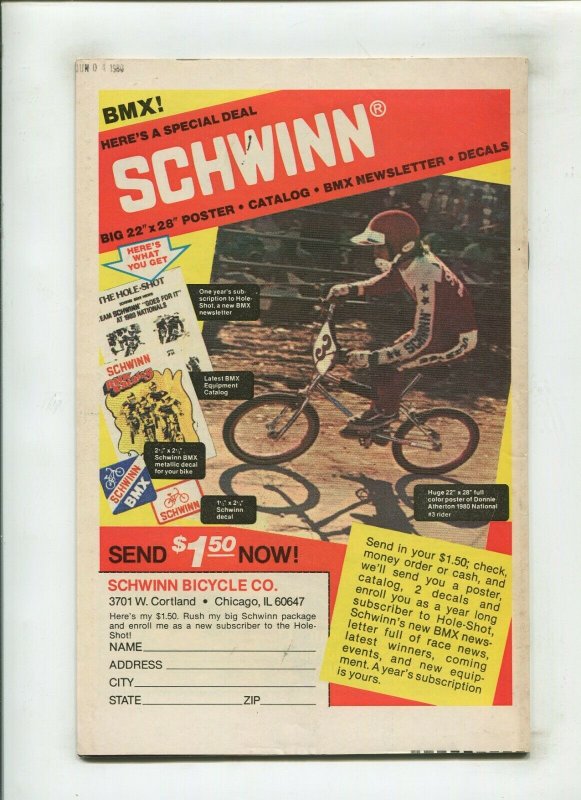 JUN 0 4 1980
BMX!
HERE'S A SPECIAL DEAL
SCHWINN®
BIG 22" x 28" POSTER • CATALOG • BMX NEWSLETTER • DECALS
HERE'S
WHAT
YOU GET
THE HOLE-SHOT
TEAM SCHWINN "GOES FOR IT"
AT 1980 NATIONALS
One year's sub-
scription to Hole-
Shot, a new BMX
newsletter
SCHWINN
Latest BMX
Equipment
Catalog
SCHWINN
3
2½" x 2½"
Schwinn BMX
metallic decal
for your bike
SCHWINN
BMX
SCHWINN
1½" x 2½"
Schwinn
decal
Huge 22" x 28" full
color poster of Donnie
Atherton 1980 National
#3 rider
SEND $1.50 NOW!
SCHWINN BICYCLE CO.
3701 W. Cortland • Chicago, IL 60647
Here's my $1.50. Rush my big Schwinn package
and enroll me as a new subscriber to the Hole-
Shot!
NAME
ADDRESS
CITY
STATE ZIP
Send in your $1.50; check,
money order or cash, and
we'll send you a poster,
catalog, 2 decals and
enroll you as a year long
subscriber to Hole-Shot,
Schwinn's new BMX news-
letter full of race news,
latest winners, coming
events, and new equip-
ment. A year's subscription
is yours.